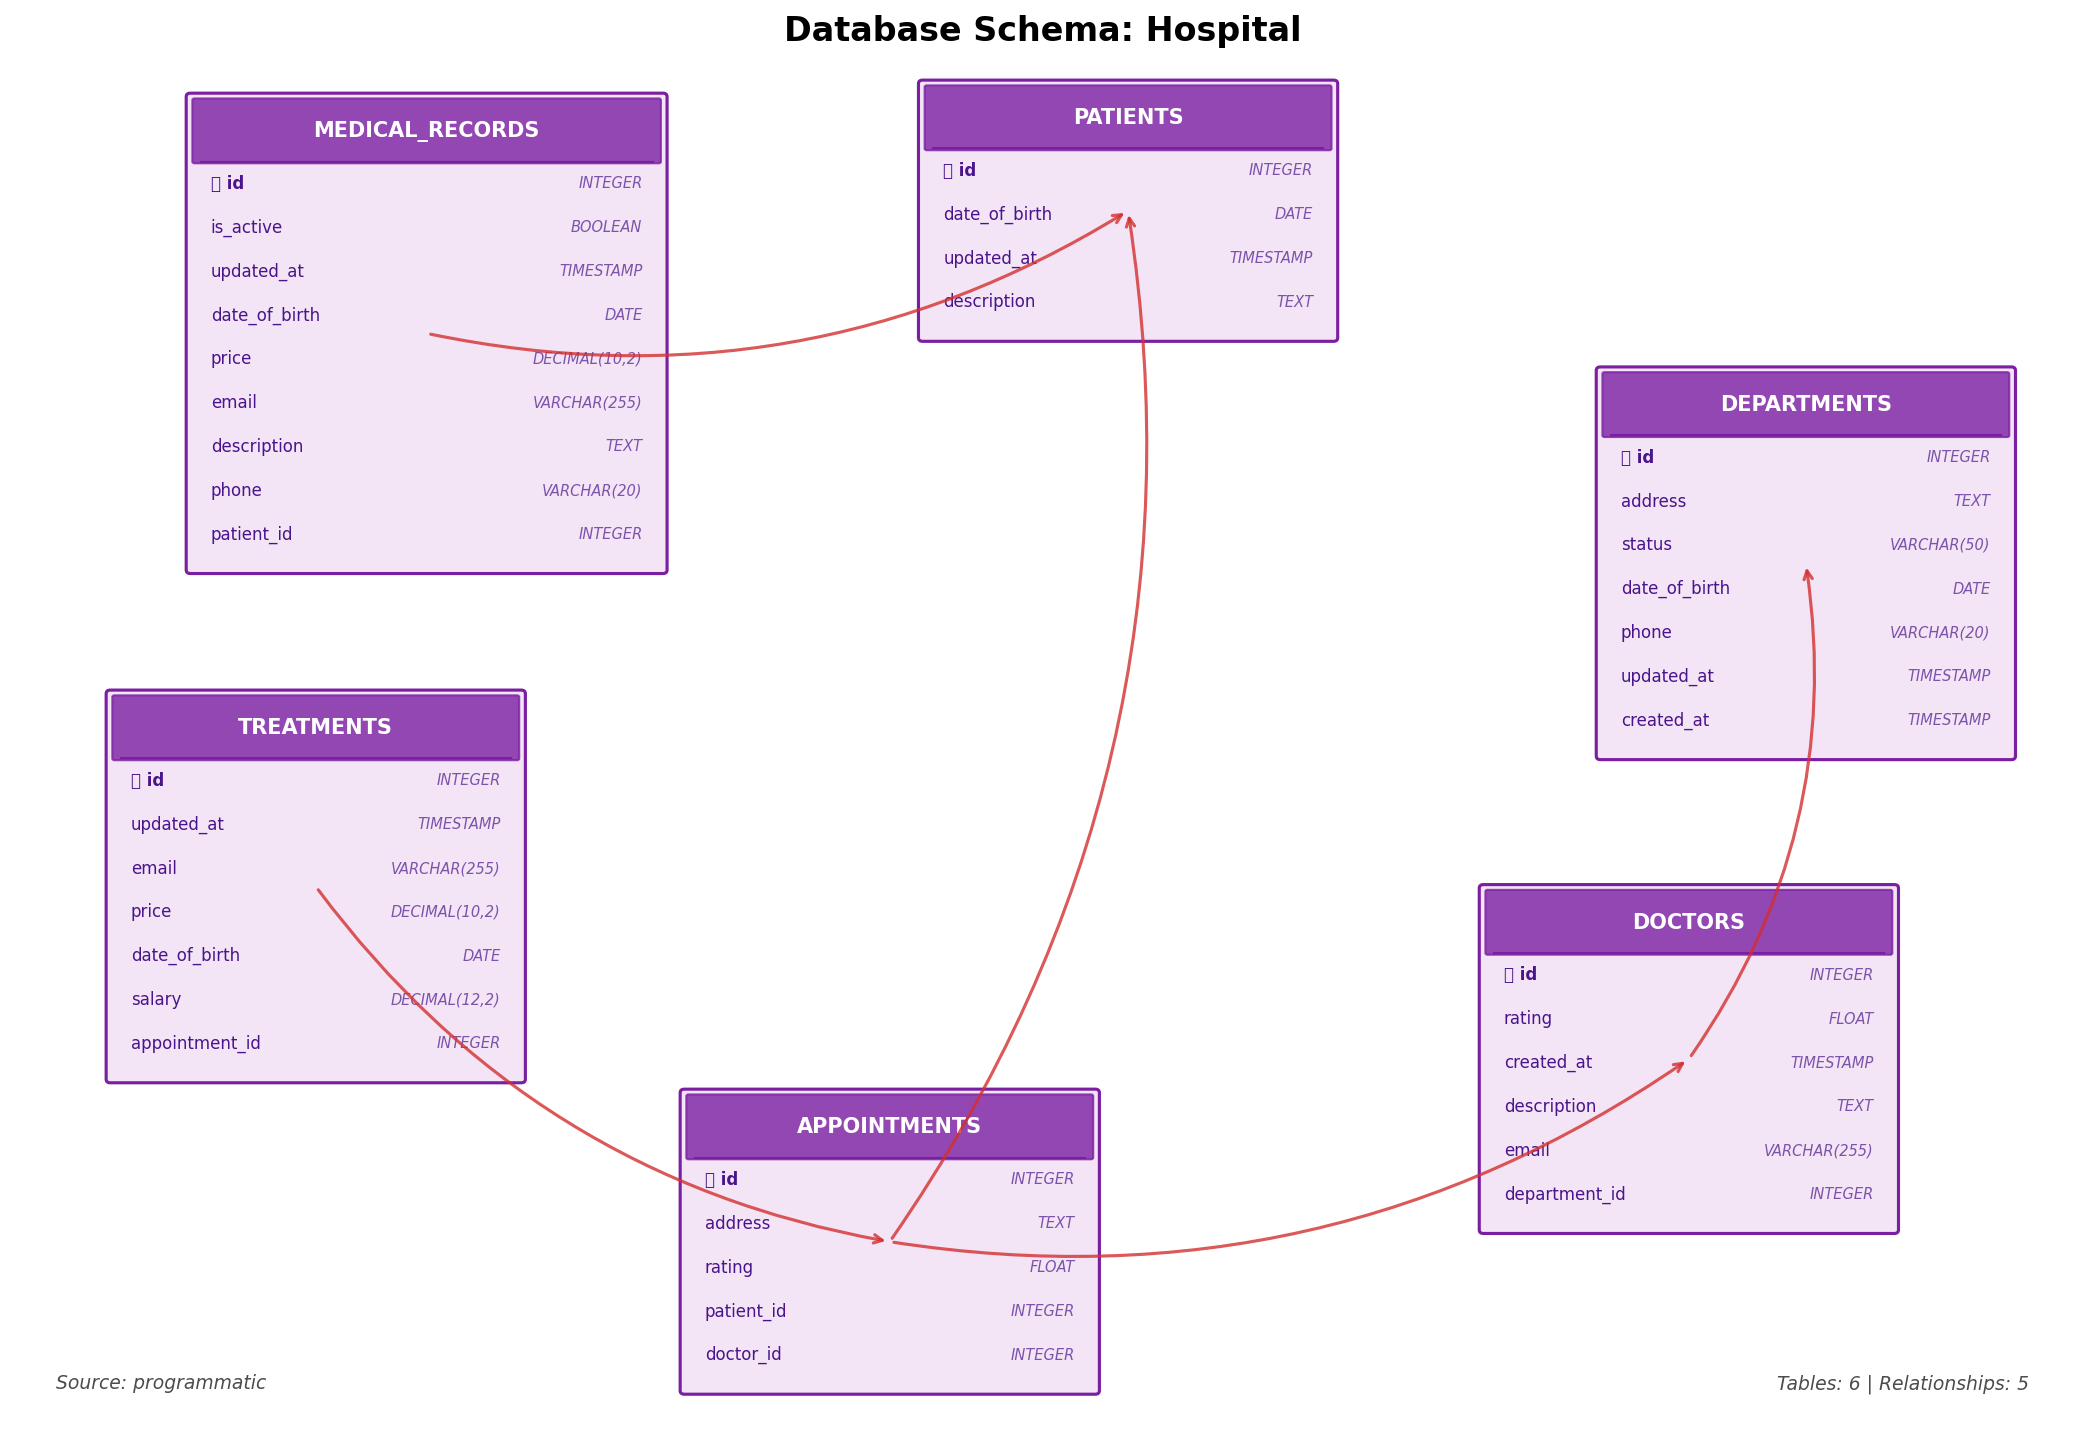 Database Schema: Hospital
MEDICAL_RECORDS
id INTEGER
is_active BOOLEAN
updated_at TIMESTAMP
date_of_birth DATE
price DECIMAL(10,2)
email VARCHAR(255)
description TEXT
phone VARCHAR(20)
patient_id INTEGER
PATIENTS
id INTEGER
date_of_birth DATE
updated_at TIMESTAMP
description TEXT
DEPARTMENTS
id INTEGER
address TEXT
status VARCHAR(50)
date_of_birth DATE
phone VARCHAR(20)
updated_at TIMESTAMP
created_at TIMESTAMP
TREATMENTS
id INTEGER
updated_at TIMESTAMP
email VARCHAR(255)
price DECIMAL(10,2)
date_of_birth DATE
salary DECIMAL(12,2)
appointment_id INTEGER
DOCTORS
id INTEGER
rating FLOAT
created_at TIMESTAMP
description TEXT
email VARCHAR(255)
department_id INTEGER
APPOINTMENTS
id INTEGER
address TEXT
rating FLOAT
patient_id INTEGER
doctor_id INTEGER
Source: programmatic
Tables: 6 | Relationships: 5